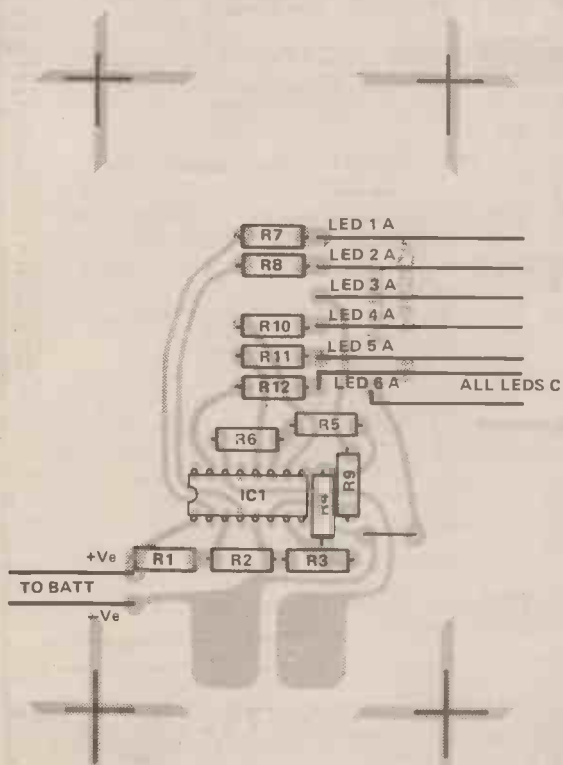 R7 LED 1 A
R8 LED 2 A
LED 3 A
R10 LED 4 A
R11 LED 5 A
R12 LED 6 A ALL LEDS C
R6 R5
IC1 R4 R9
+Ve R1 R2 R3
TO BATT
-Ve